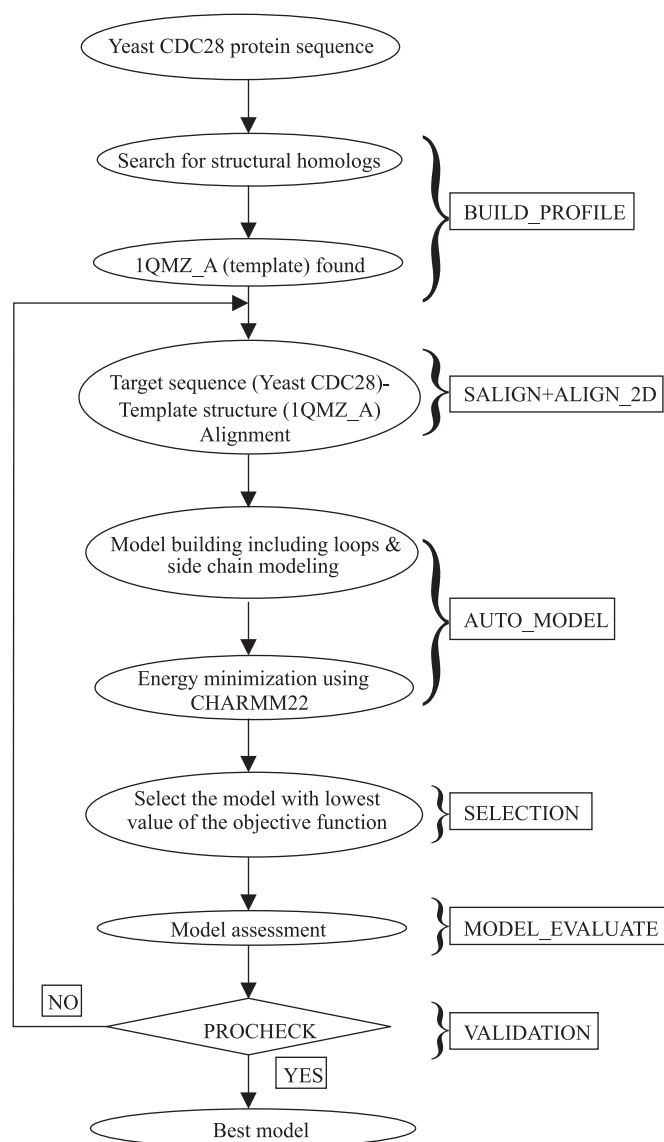 Yeast CDC28 protein sequence
Search for structural homologs
BUILD_PROFILE
1QMZ_A (template) found
Target sequence (Yeast CDC28)-
Template structure (1QMZ_A)
Alignment
SALIGN+ALIGN_2D
Model building including loops &
side chain modeling
AUTO_MODEL
Energy minimization using
CHARMM22
Select the model with lowest
value of the objective function
SELECTION
Model assessment
MODEL_EVALUATE
NO
PROCHECK
VALIDATION
YES
Best model